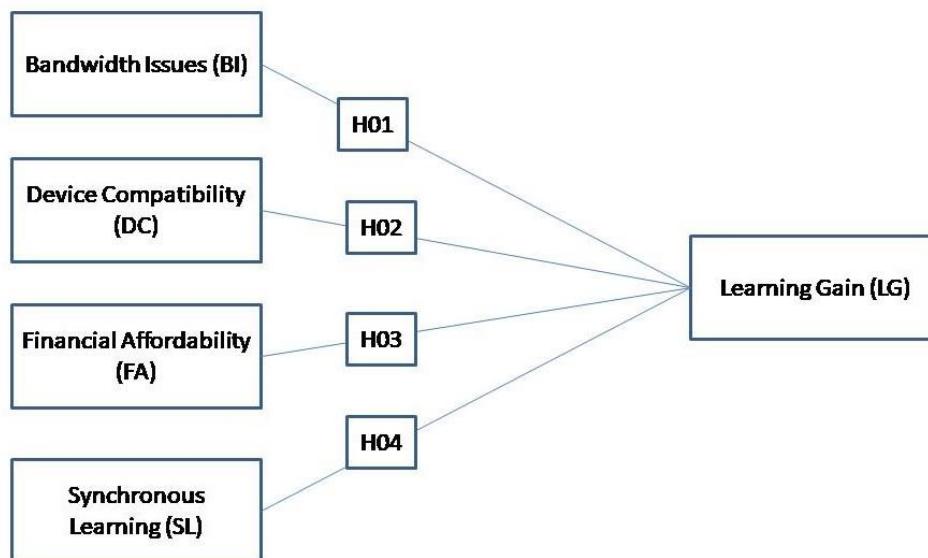 Bandwidth Issues (BI)
H01
Device Compatibility
(DC)
H02
Learning Gain (LG)
Financial Affordability
(FA)
H03
H04
Synchronous
Learning (SL)